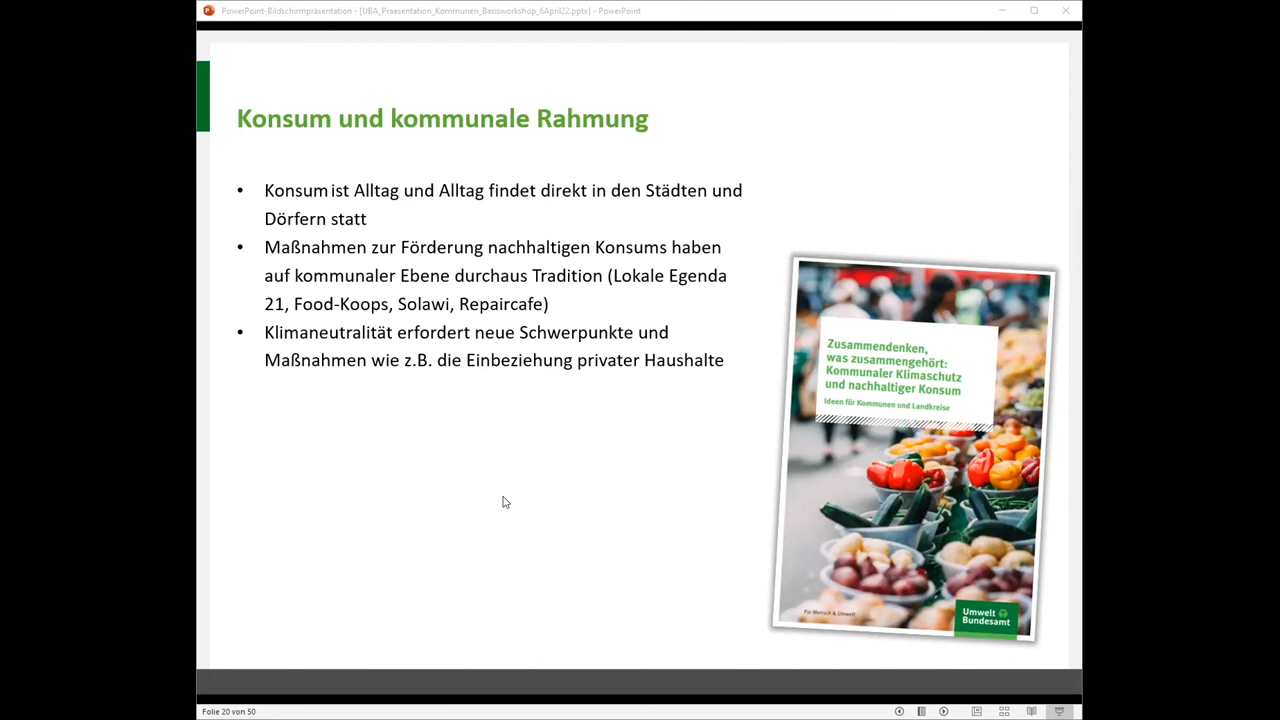 PowerPoint-Bildschirmpräsentation - [UBA_Praesentation_Kommunen_Basisworkshop_6April22.pptx] - PowerPoint
Konsum und kommunale Rahmung
• Konsum ist Alltag und Alltag findet direkt in den Städten und
Dörfern statt
• Maßnahmen zur Förderung nachhaltigen Konsums haben
auf kommunaler Ebene durchaus Tradition (Lokale Egenda
21, Food-Koops, Solawi, Repaircafe)
• Klimaneutralität erfordert neue Schwerpunkte und
Maßnahmen wie z.B. die Einbeziehung privater Haushalte
Zusammendenken,
was zusammengehört:
Kommunaler Klimaschutz
und nachhaltiger Konsum
Ideen für Kommunen und Landkreise
Für Mensch & Umwelt
Umwelt
Bundesamt
Folie 20 von 50